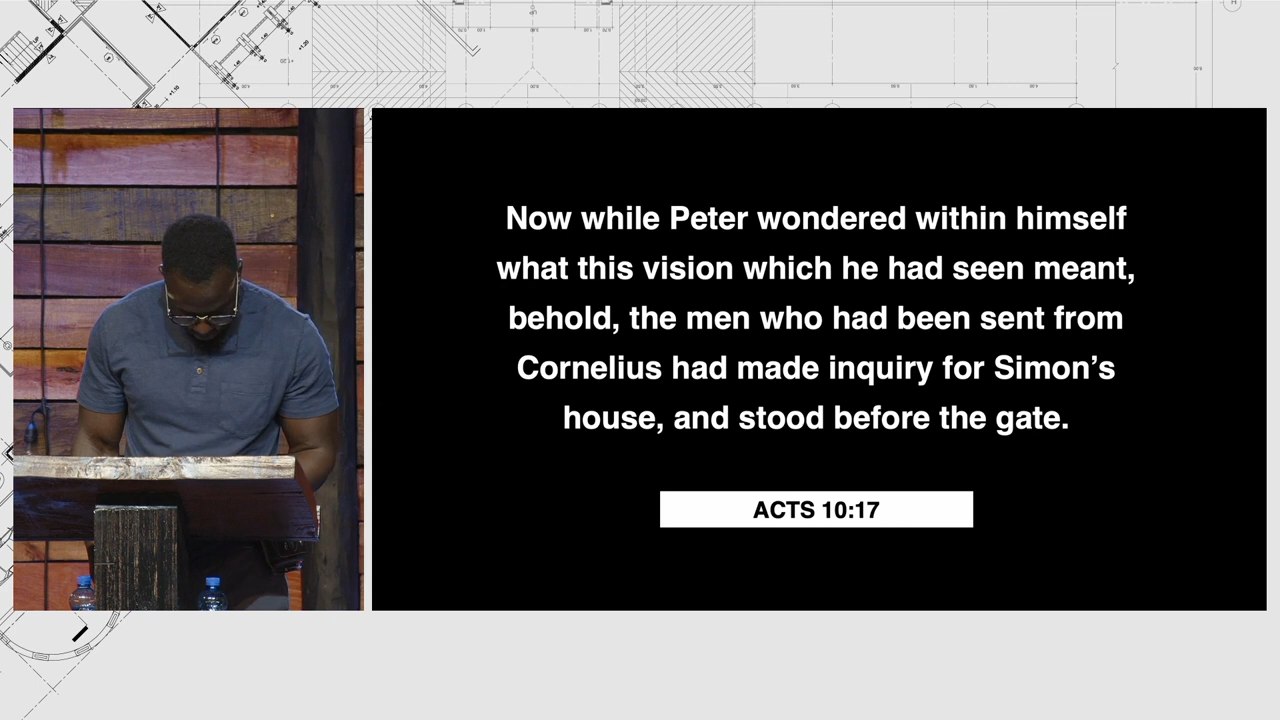 Now while Peter wondered within himself
what this vision which he had seen meant,
behold, the men who had been sent from
Cornelius had made inquiry for Simon’s
house, and stood before the gate.
ACTS 10:17